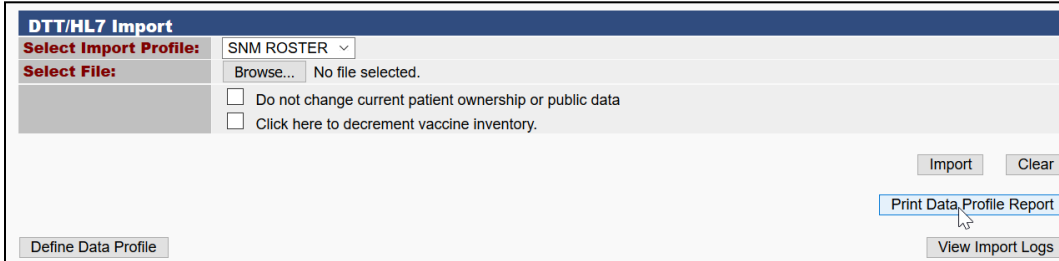 DTT/HL7 Import
Select Import Profile: SNM ROSTER
Select File: Browse... No file selected.
Do not change current patient ownership or public data
Click here to decrement vaccine inventory.
Import Clear
Print Data Profile Report
Define Data Profile View Import Logs